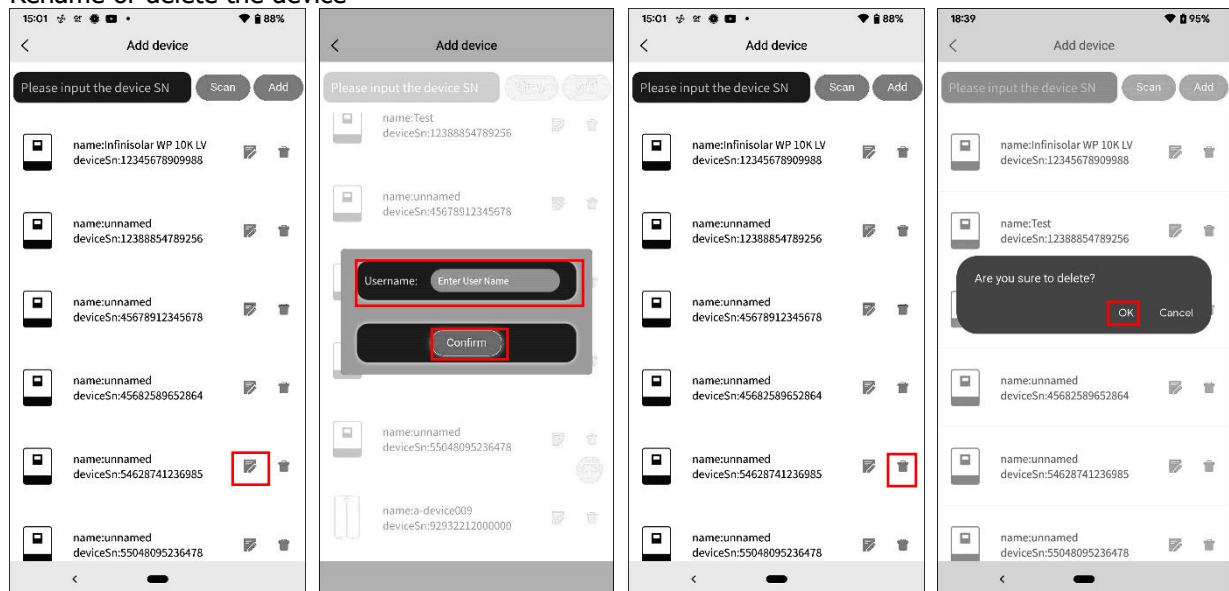 Rename or delete the device
15:01
88%
Add device
Please input the device SN
Scan
Add
name:Infinisolar WP 10K LV
deviceSn:12345678909988
name:unnamed
deviceSn:12388854789256
name:unnamed
deviceSn:45678912345678
name:unnamed
deviceSn:45682589652864
name:unnamed
deviceSn:54628741236985
name:unnamed
deviceSn:55048095236478
Add device
Please input the device SN
name:Test
deviceSn:12388854789256
name:unnamed
deviceSn:45678912345678
Username:
Enter User Name
Confirm
name:unnamed
deviceSn:55048095236478
name:a-device009
deviceSn:92932212000000
15:01
88%
Add device
Please input the device SN
Scan
Add
name:Infinisolar WP 10K LV
deviceSn:12345678909988
name:unnamed
deviceSn:12388854789256
name:unnamed
deviceSn:45678912345678
name:unnamed
deviceSn:45682589652864
name:unnamed
deviceSn:54628741236985
name:unnamed
deviceSn:55048095236478
18:39
95%
Add device
Please input the device SN
Scan
Add
name:Infinisolar WP 10K LV
deviceSn:12345678909988
name:Test
deviceSn:12388854789256
Are you sure to delete?
OK
Cancel
name:unnamed
deviceSn:45682589652864
name:unnamed
deviceSn:54628741236985
name:unnamed
deviceSn:55048095236478